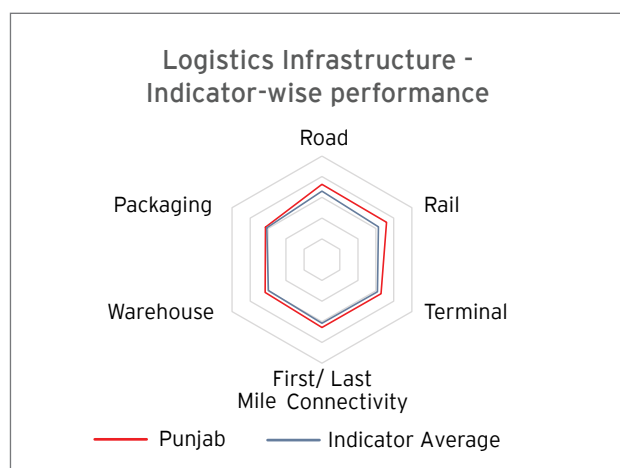 Logistics Infrastructure -
Indicator-wise performance
Road
Packaging
Rail
Warehouse
Terminal
First/ Last
Mile Connectivity
Punjab
Indicator Average